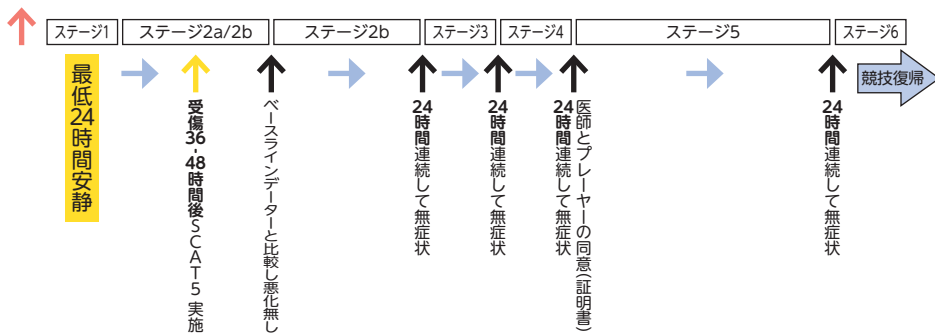 ステージ1
ステージ2a/2b
ステージ2b
ステージ3
ステージ4
ステージ5
ステージ6
最低24時間安静
受傷36-48時間後SCAT5実施
ベースラインデーターと比較し悪化無し
24時間連続して無症状
24時間連続して無症状
24時間連続して無症状
医師とプレーヤーの同意(証明書)
24時間連続して無症状
競技復帰